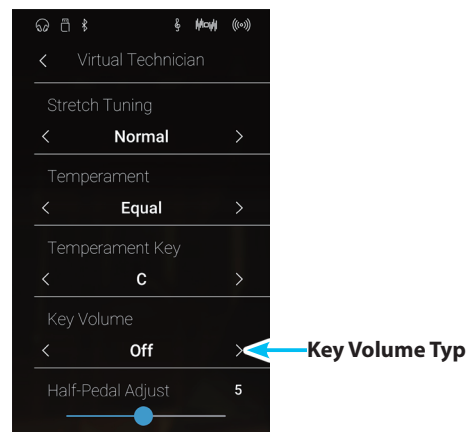 Virtual Technician
Stretch Tuning
Normal
Temperament
Equal
Temperament Key
C
Key Volume
Off
Key Volume Typ
Half-Pedal Adjust 5